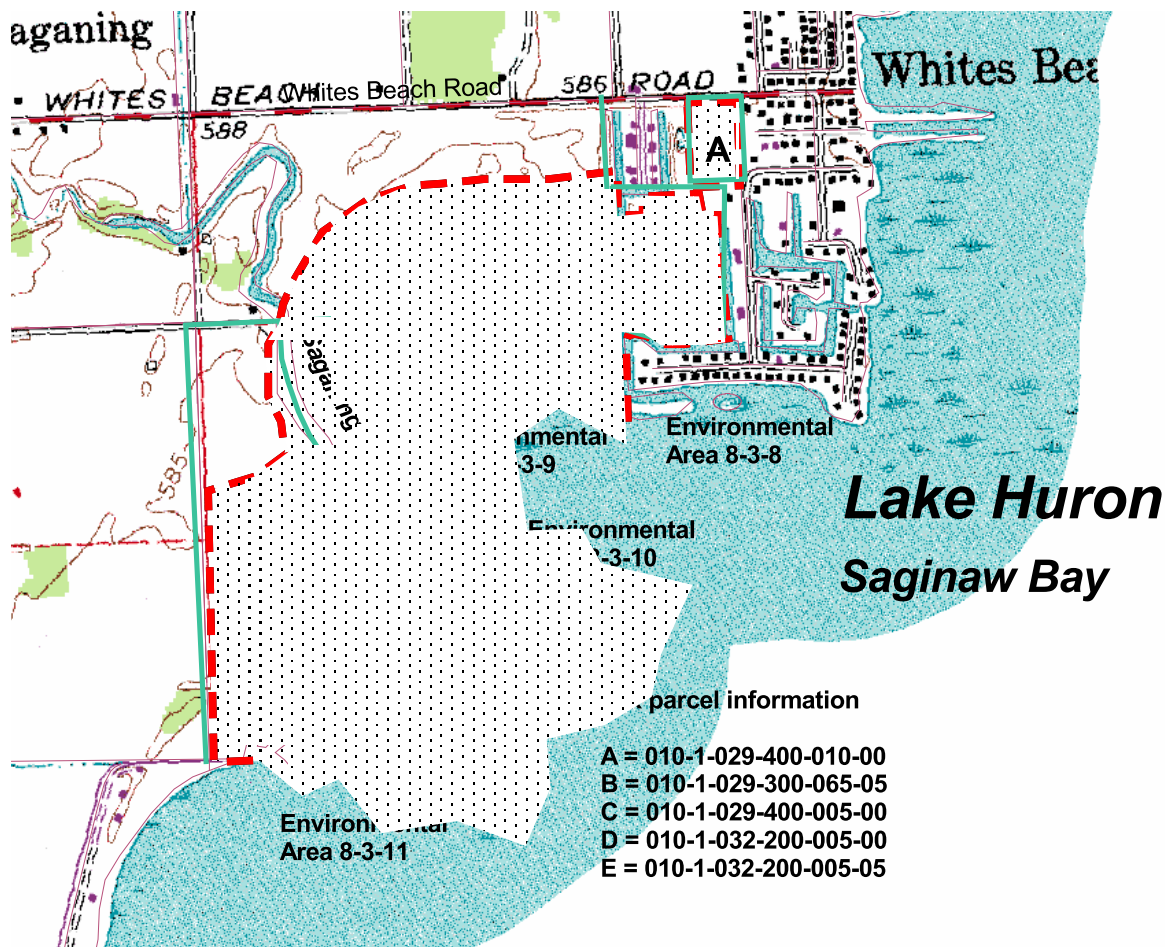 aganing
Whites Bea
WHITES BEACH ROAD
Whites Beach Road
586
588
A
585
nmental
-3-9
Environmental
Area 8-3-8
Environmental
-3-10
Lake Huron
Saginaw Bay
parcel information
A = 010-1-029-400-010-00
B = 010-1-029-300-065-05
C = 010-1-029-400-005-00
D = 010-1-032-200-005-00
E = 010-1-032-200-005-05
Environmental
Area 8-3-11